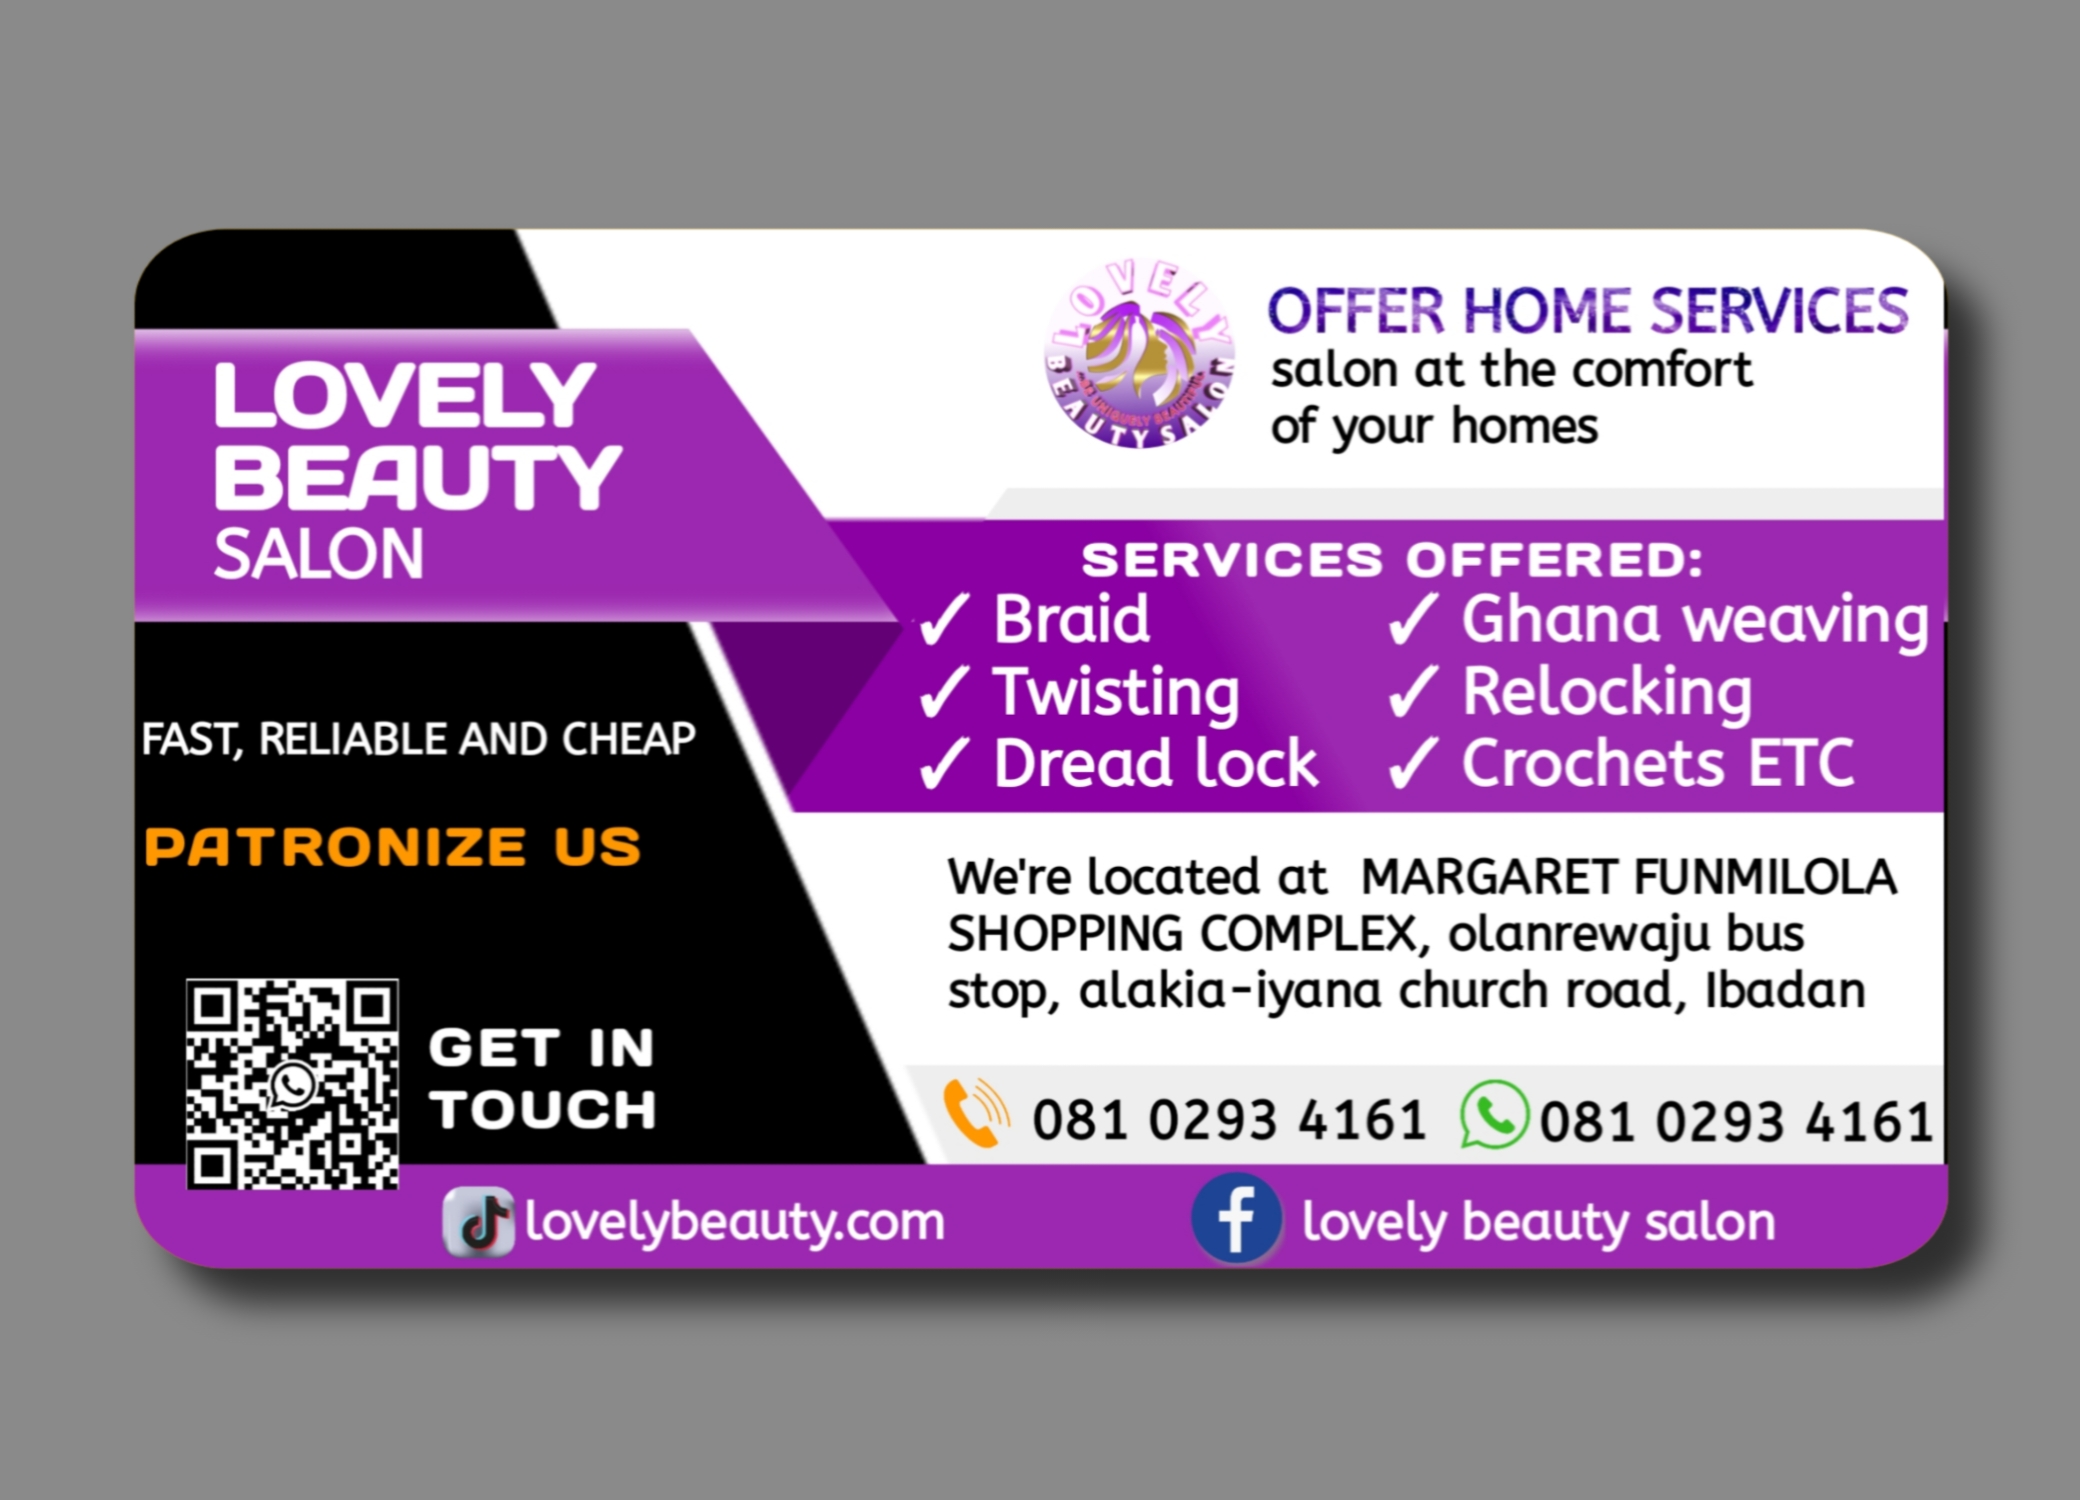 LOVELY
BEAUTY
SALON
FAST, RELIABLE AND CHEAP
PATRONIZE US
GET IN
TOUCH
LOVELY
BEAUTY SALON
OFFER HOME SERVICES
salon at the comfort
of your homes
SERVICES OFFERED:
✓ Braid ✓ Ghana weaving
✓ Twisting ✓ Relocking
✓ Dread lock ✓ Crochets ETC
We're located at MARGARET FUNMILOLA
SHOPPING COMPLEX, olanrewaju bus
stop, alakia-iyana church road, Ibadan
081 0293 4161 081 0293 4161
lovelybeauty.com lovely beauty salon